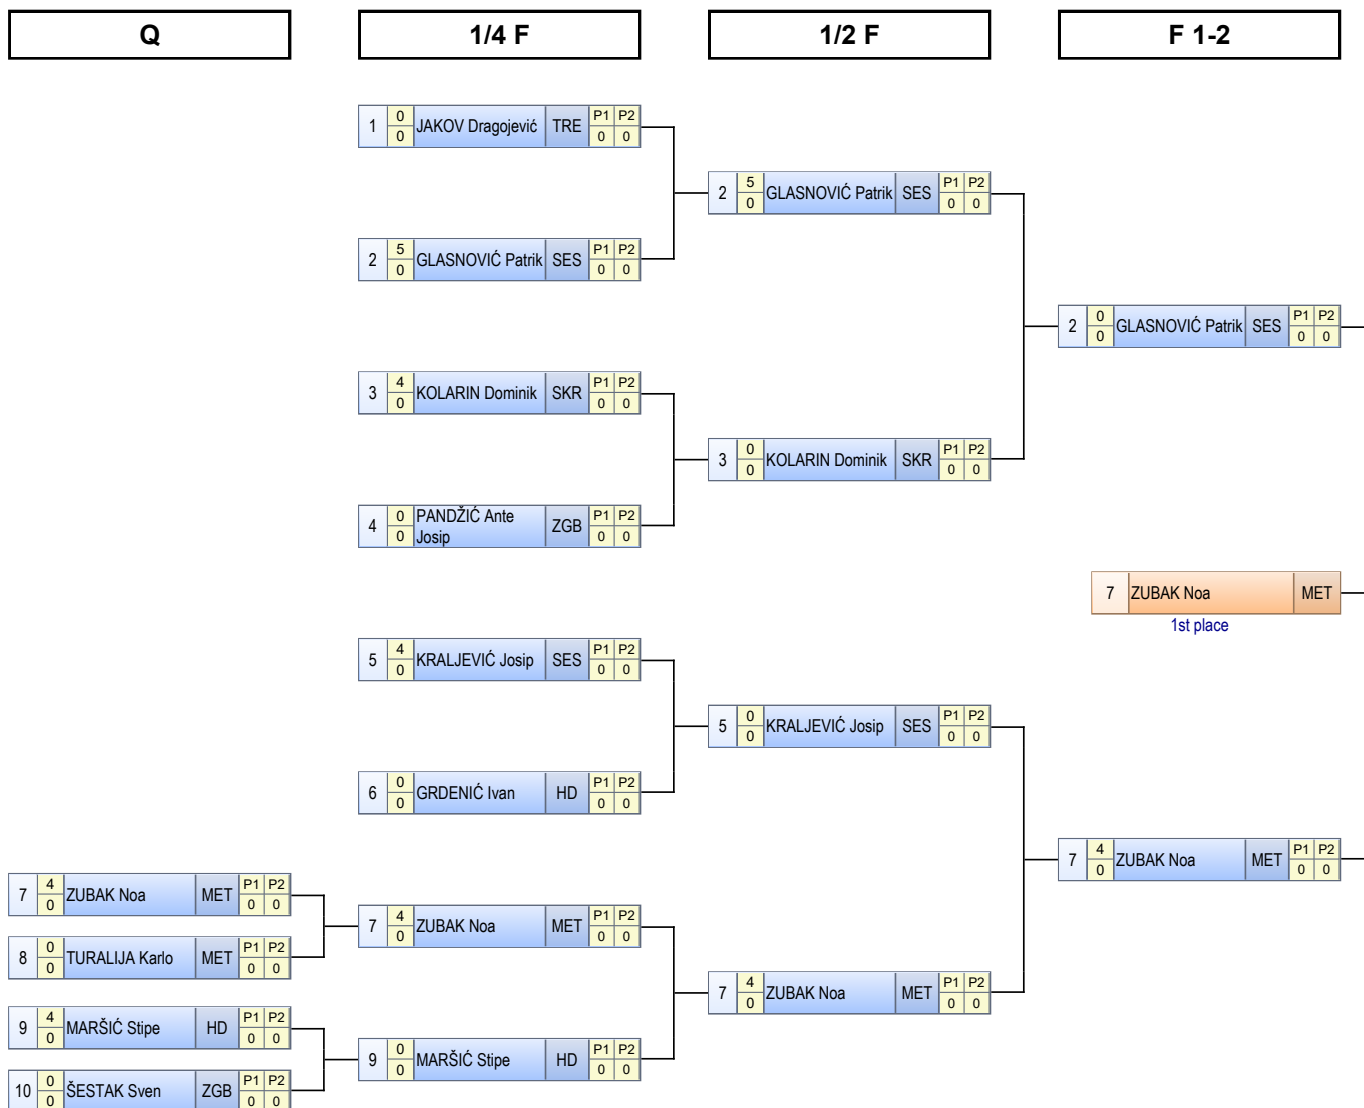 Q
1/4 F
1/2 F
F 1-2
1 0 0 JAKOV Dragojević TRE P1 P2 0 0
2 5 0 GLASNOVIĆ Patrik SES P1 P2 0 0
2 5 0 GLASNOVIĆ Patrik SES P1 P2 0 0
2 0 0 GLASNOVIĆ Patrik SES P1 P2 0 0
3 4 0 KOLARIN Dominik SKR P1 P2 0 0
3 0 0 KOLARIN Dominik SKR P1 P2 0 0
4 0 0 PANDŽIĆ Ante
Josip ZGB P1 P2 0 0
7 ZUBAK Noa MET
1st place
5 4 0 KRALJEVIĆ Josip SES P1 P2 0 0
5 0 0 KRALJEVIĆ Josip SES P1 P2 0 0
6 0 0 GRDENIĆ Ivan HD P1 P2 0 0
7 4 0 ZUBAK Noa MET P1 P2 0 0
7 4 0 ZUBAK Noa MET P1 P2 0 0
7 4 0 ZUBAK Noa MET P1 P2 0 0
8 0 0 TURALIJA Karlo MET P1 P2 0 0
7 4 0 ZUBAK Noa MET P1 P2 0 0
9 4 0 MARŠIĆ Stipe HD P1 P2 0 0
9 0 0 MARŠIĆ Stipe HD P1 P2 0 0
10 0 0 ŠESTAK Sven ZGB P1 P2 0 0